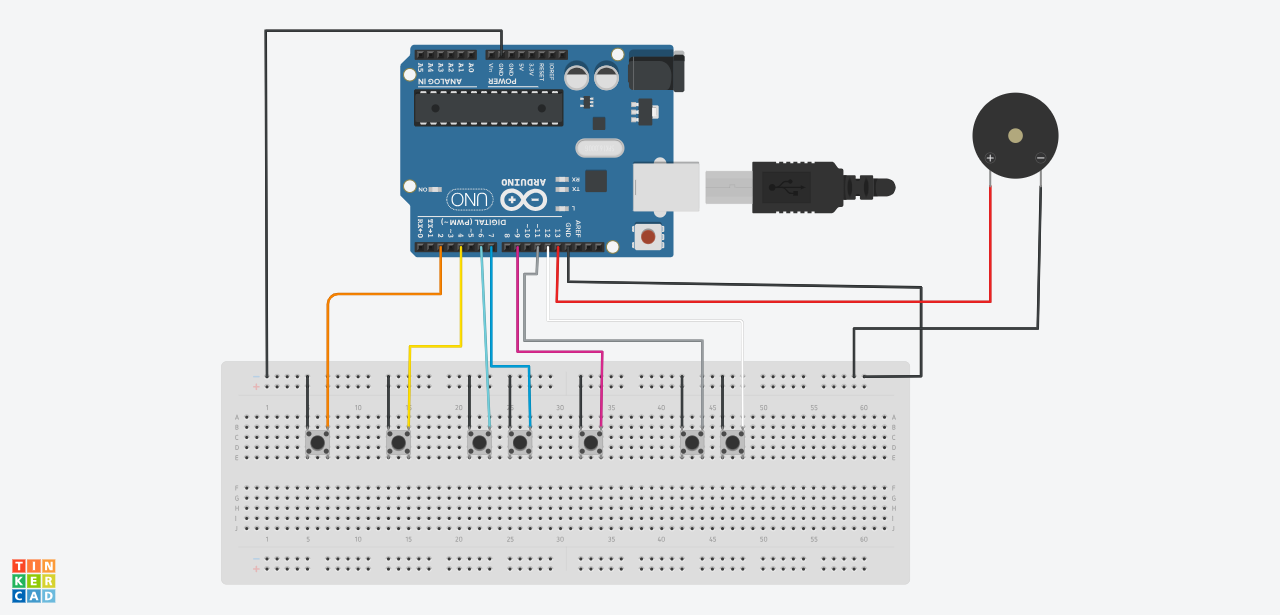 A5 A4 A3 A2 A1 A0 Vin GND GND 5V 3.3V RESET IOREF
ANALOG IN POWER
RX
TX
ON UNO ARDUINO
L
DIGITAL (PWM ~)
RX←0 TX→1 2 ~3 4 ~5 ~6 7 8 ~9 ~10 ~11 12 13 GND AREF
+ −
− +
1 5 10 15 20 25 30 35 40 45 50 55 60
A A
B B
C C
D D
E E
F F
G G
H H
I I
J J
1 5 10 15 20 25 30 35 40 45 50 55 60
− +
TIN
KER
CAD